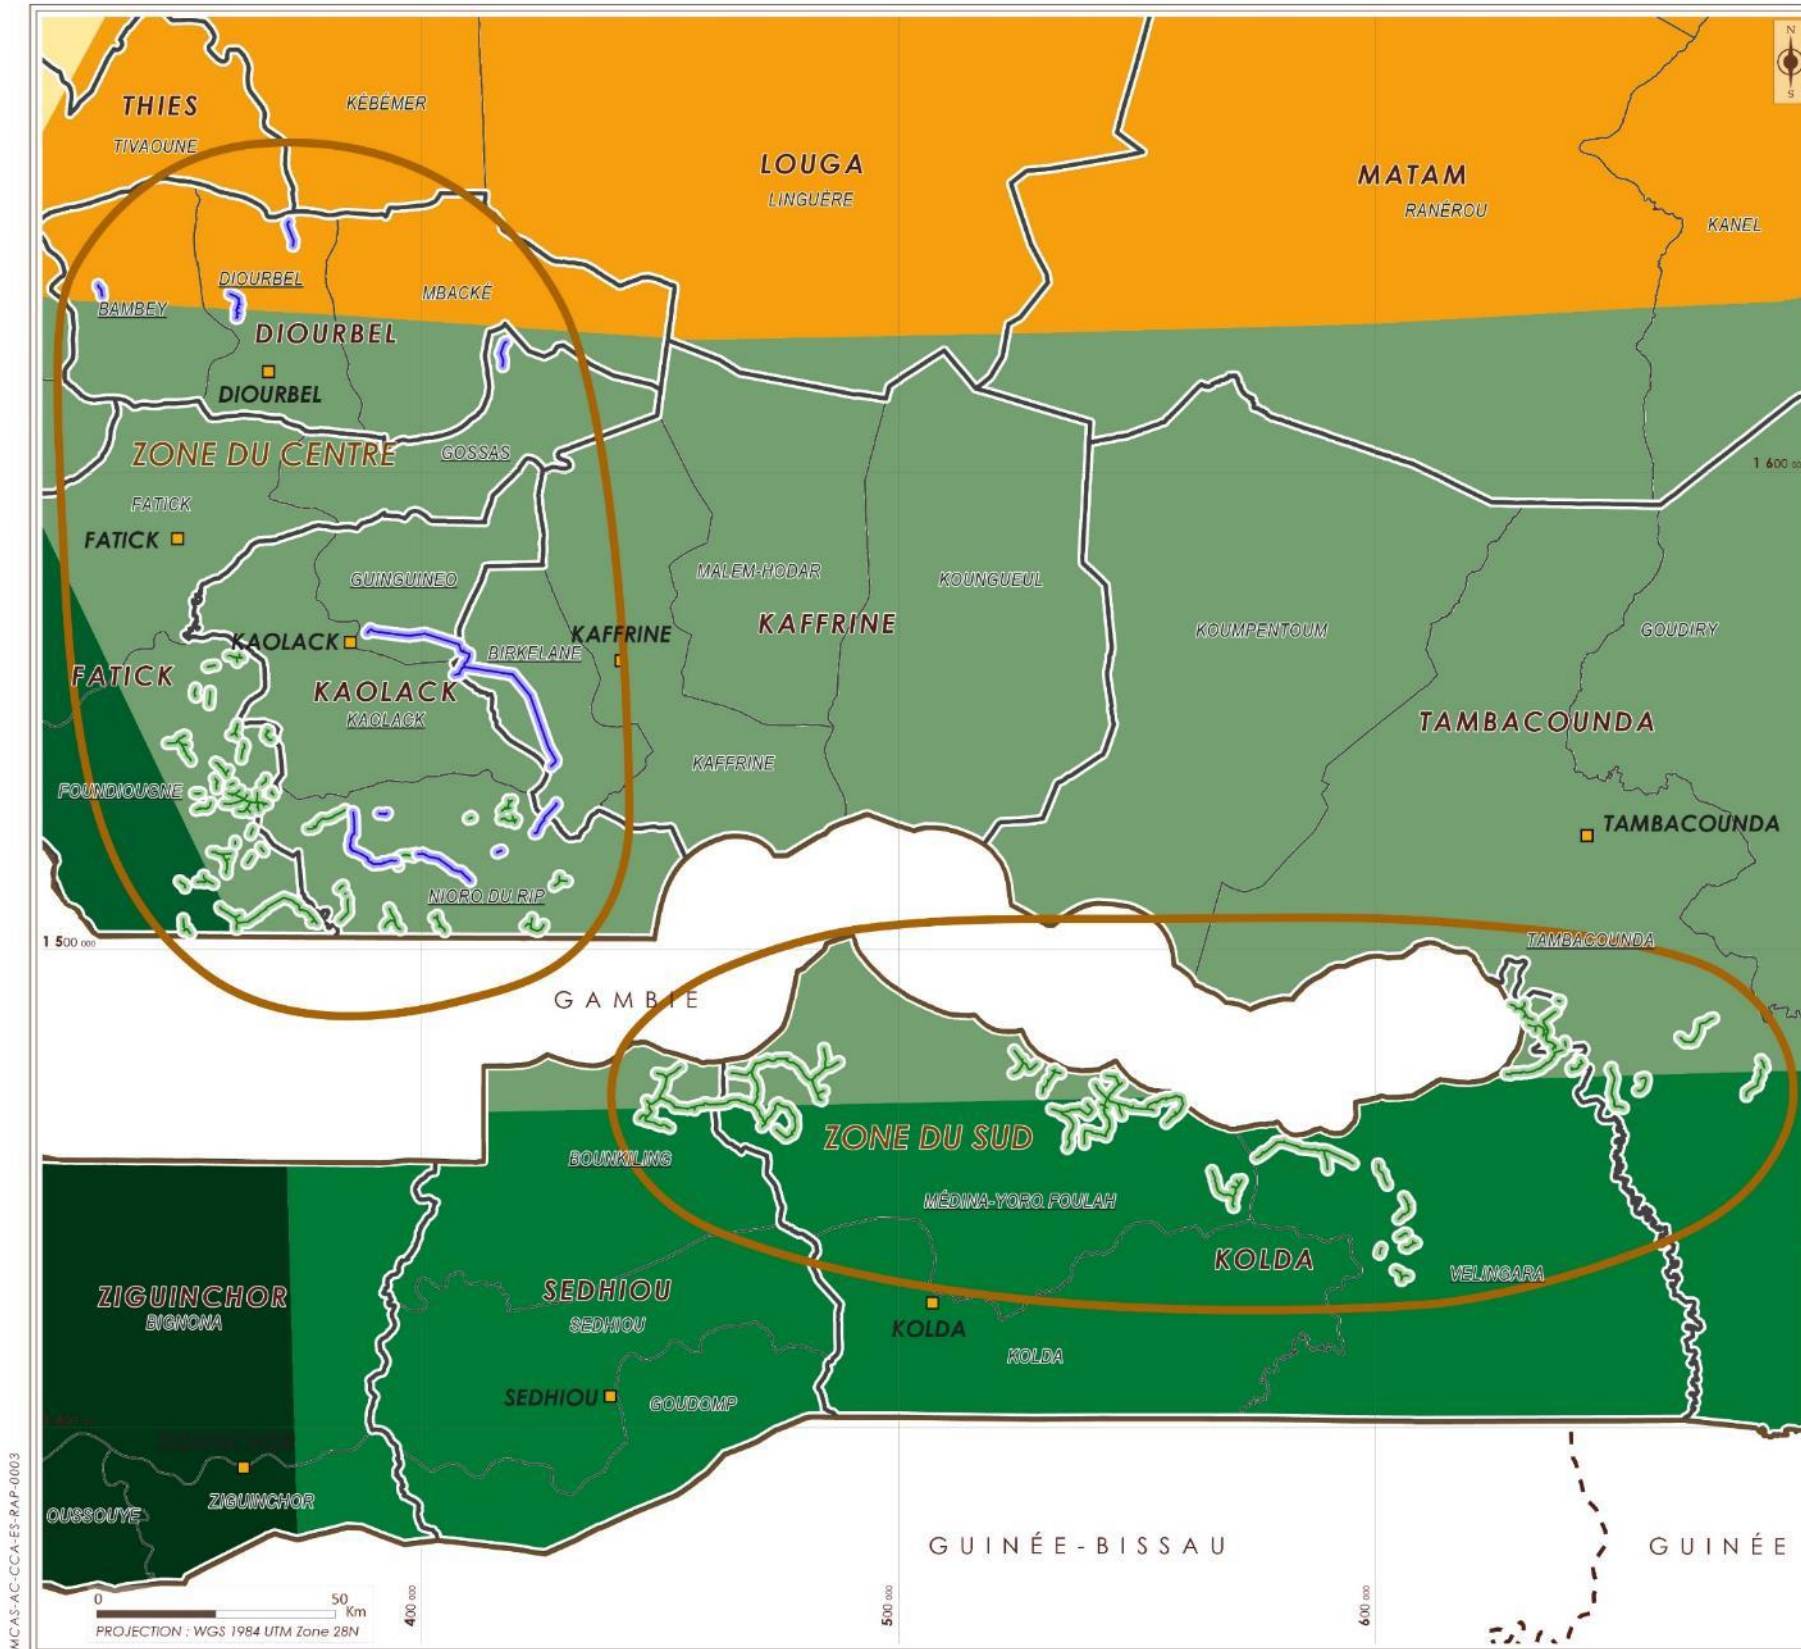 N
S
THIES
TIVAOUNE
KÉBÉMER
LOUGA
LINGUÈRE
MATAM
RANÉROU
KANEL
BAMBEY
DIOURBEL
MBACKÉ
DIOURBEL
DIOURBEL
ZONE DU CENTRE
GOSSAS
1 600 000
FATICK
FATICK
GUINGUINEO
MALEM-HODAR
KOUNGUEUL
KAFFRINE
KOUMPENTOUM
GOUDIRY
KAOLACK
BIRKELANE
KAFFRINE
FATICK
KAOLACK
KAOLACK
TAMBACOUNDA
KAFFRINE
FOUNDIOUGNE
TAMBACOUNDA
NIORO DU RIP
1 500 000
TAMBACOUNDA
GAMBIE
ZONE DU SUD
BOUNKILING
MÉDINA-YORO FOULAH
KOLDA
VELINGARA
ZIGUINCHOR
BIGNONA
SEDHIOU
SEDHIOU
KOLDA
KOLDA
SEDHIOU
GOUDOMP
ZIGUINCHOR
OUSSOUYE
GUINÉE-BISSAU
GUINÉE
0 50
Km
PROJECTION : WGS 1984 UTM Zone 28N
400 000
500 000
600 000
MCAS-AC-CCA-ES-RAP-0003